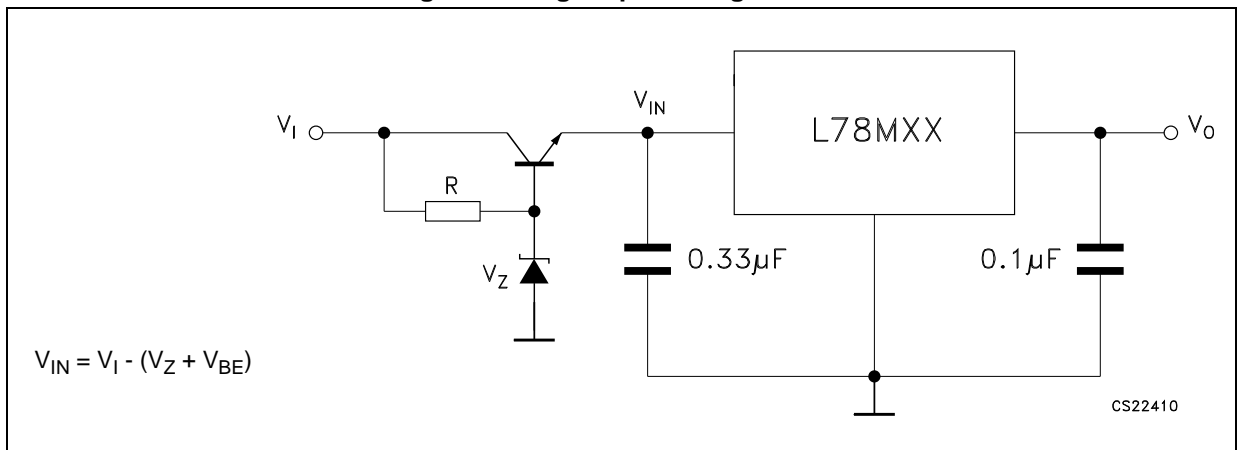 V_IN
V_I
L78MXX
V_O
R
0.33µF
0.1µF
V_Z
V_IN = V_I - (V_Z + V_BE)
CS22410